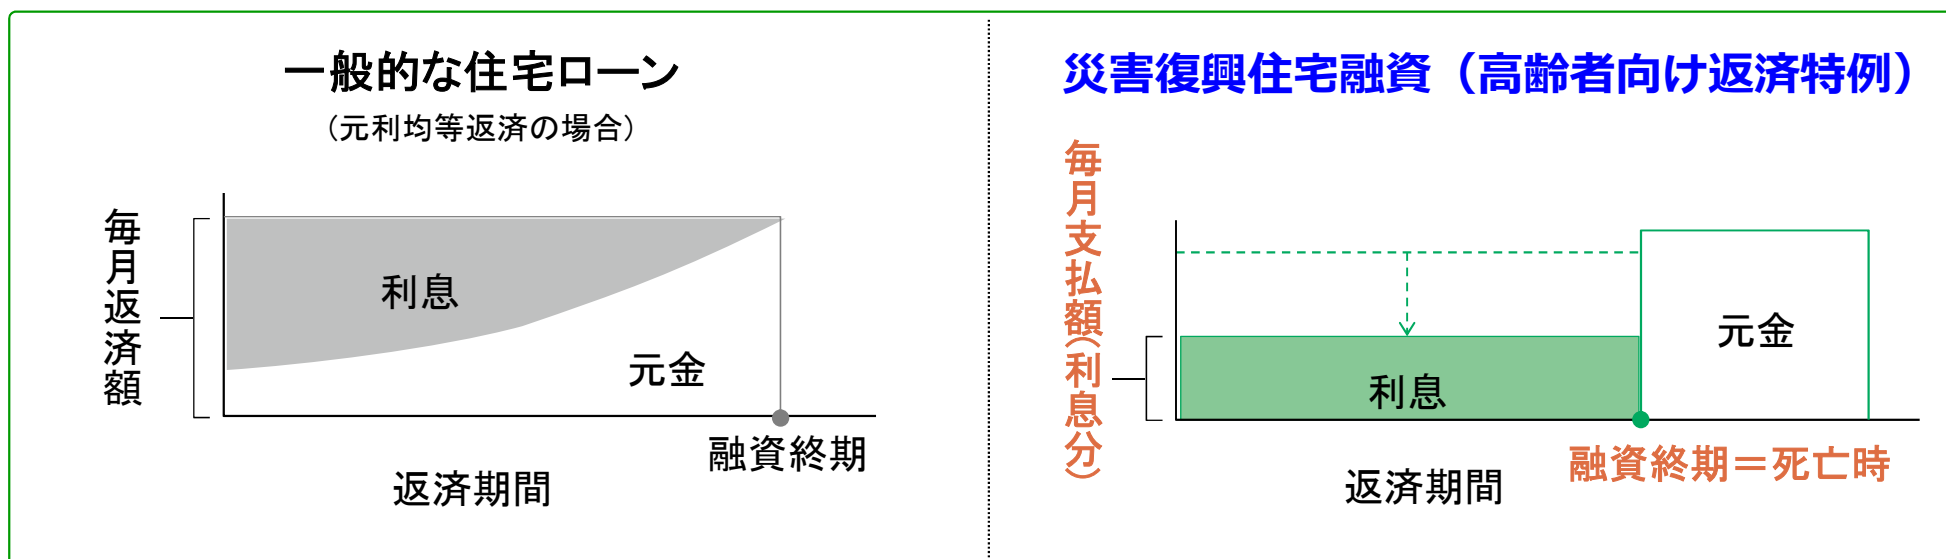 一般的な住宅ローン
（元利均等返済の場合）
毎月返済額
利息
元金
融資終期
返済期間
災害復興住宅融資（高齢者向け返済特例）
毎月支払額（利息分）
利息
元金
融資終期＝死亡時
返済期間